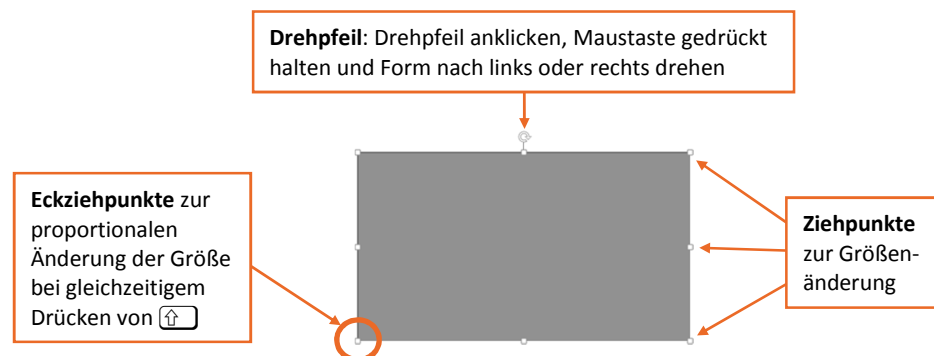 Drehpfeil: Drehpfeil anklicken, Maustaste gedrückt
halten und Form nach links oder rechts drehen
Eckziehpunkte zur
proportionalen
Änderung der Größe
bei gleichzeitigem
Drücken von ⇧
Ziehpunkte
zur Größen-
änderung